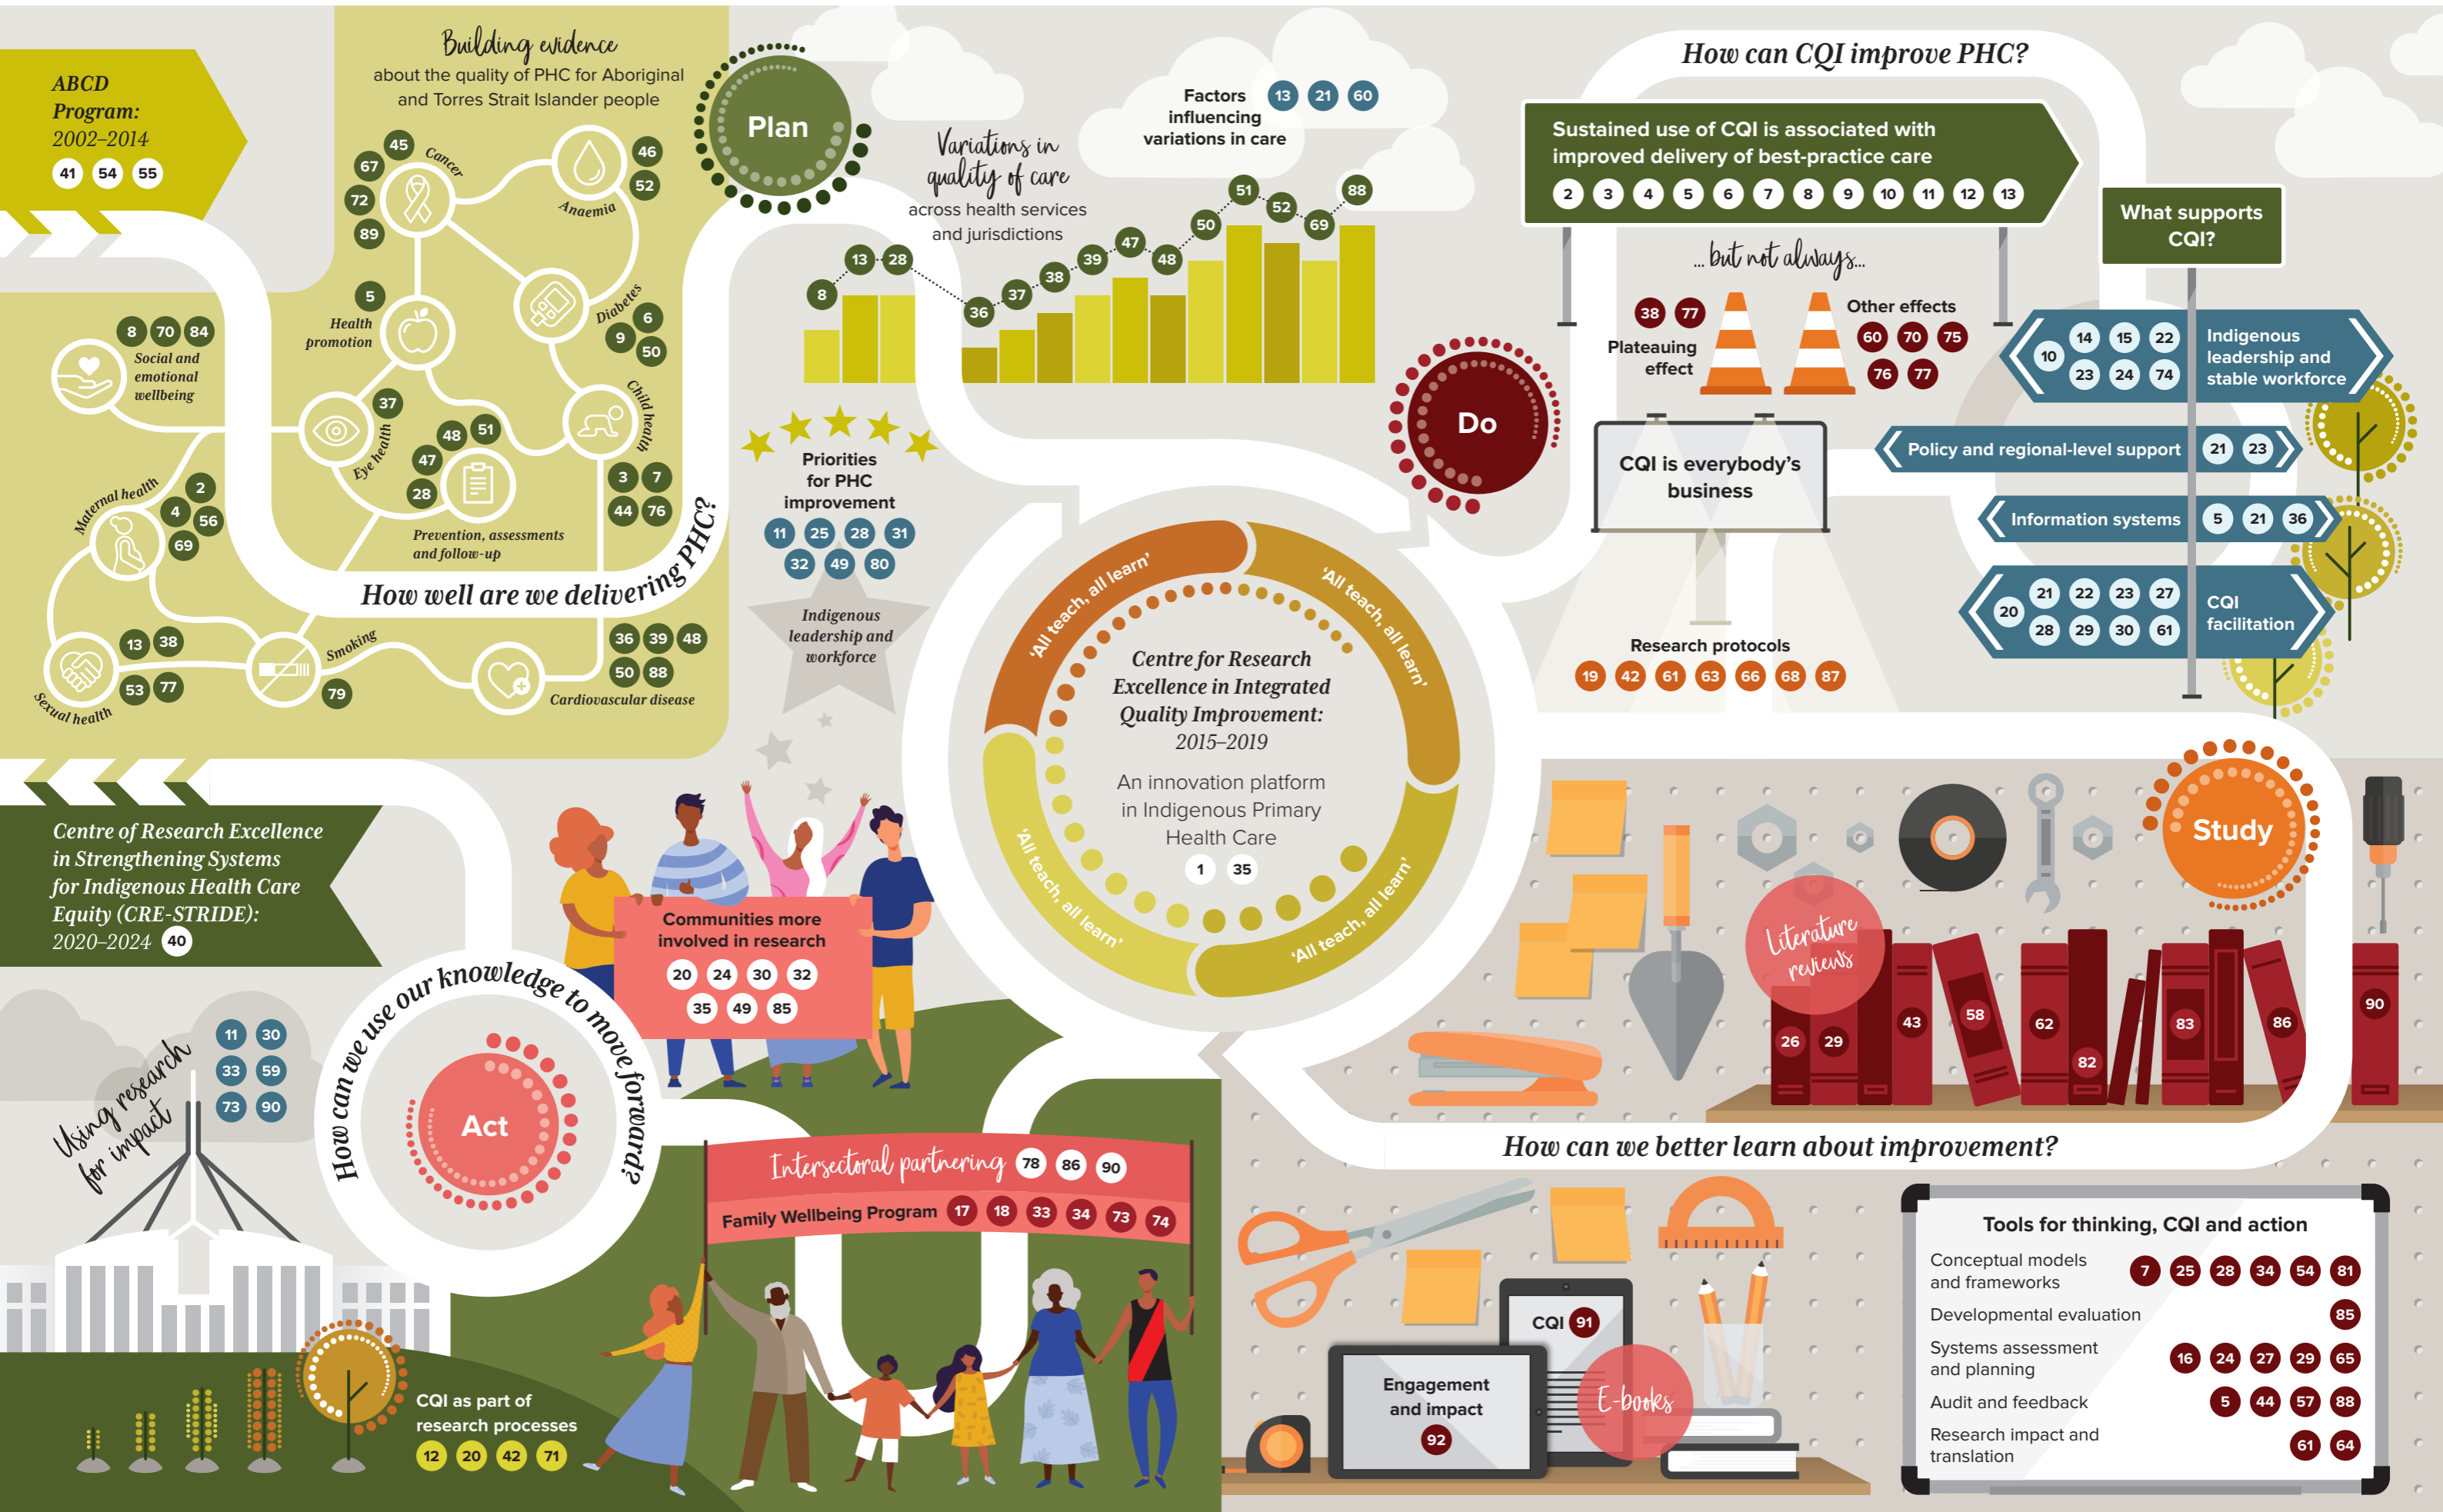 ABCD
Program:
2002–2014
41 54 55
Building evidence
about the quality of PHC for Aboriginal
and Torres Strait Islander people
45
67
72
89
Cancer
46
52
Anaemia
5
Health
promotion
Diabetes
6
9
50
8 70 84
Social and
emotional
wellbeing
37
Eye health
Child health
3 7
44 76
51
48
47
28
Prevention, assessments
and follow-up
Maternal health
2
4
56
69
How well are we delivering PHC?
13 38
53 77
Sexual health
Smoking
79
36 39 48
50 88
Cardiovascular disease
Plan
Variations in
quality of care
across health services
and jurisdictions
Factors
influencing
variations in care
13 21 60
8 13 28 36 37 38 39 47 48 50 51 52 69 88
Priorities
for PHC
improvement
11 25 28 31
32 49 80
Indigenous
leadership and
workforce
Do
How can CQI improve PHC?
Sustained use of CQI is associated with
improved delivery of best-practice care
2 3 4 5 6 7 8 9 10 11 12 13
... but not always...
38 77
Plateauing
effect
Other effects
60 70 75
76 77
CQI is everybody’s
business
Research protocols
19 42 61 63 66 68 87
What supports
CQI?
10 14 15 22
23 24 74
Indigenous
leadership and
stable workforce
Policy and regional-level support 21 23
Information systems 5 21 36
20 21 22 23 27
28 29 30 61
CQI
facilitation
‘All teach, all learn’
‘All teach, all learn’
‘All teach, all learn’
‘All teach, all learn’
Centre for Research
Excellence in Integrated
Quality Improvement:
2015–2019
An innovation platform
in Indigenous Primary
Health Care
1 35
Study
Literature
reviews
26 29 43 58 62 82 83 86 90
How can we better learn about improvement?
Tools for thinking, CQI and action
Conceptual models
and frameworks
7 25 28 34 54 81
Developmental evaluation 85
Systems assessment
and planning
16 24 27 29 65
Audit and feedback 5 44 57 88
Research impact and
translation
61 64
CQI 91
Engagement
and impact
92
E-books
Centre of Research Excellence
in Strengthening Systems
for Indigenous Health Care
Equity (CRE-STRIDE):
2020–2024 40
Communities more
involved in research
20 24 30 32
35 49 85
How can we use our knowledge to move forward?
Act
Using research
for impact
11 30
33 59
73 90
Intersectoral partnering 78 86 90
Family Wellbeing Program 17 18 33 34 73 74
CQI as part of
research processes
12 20 42 71